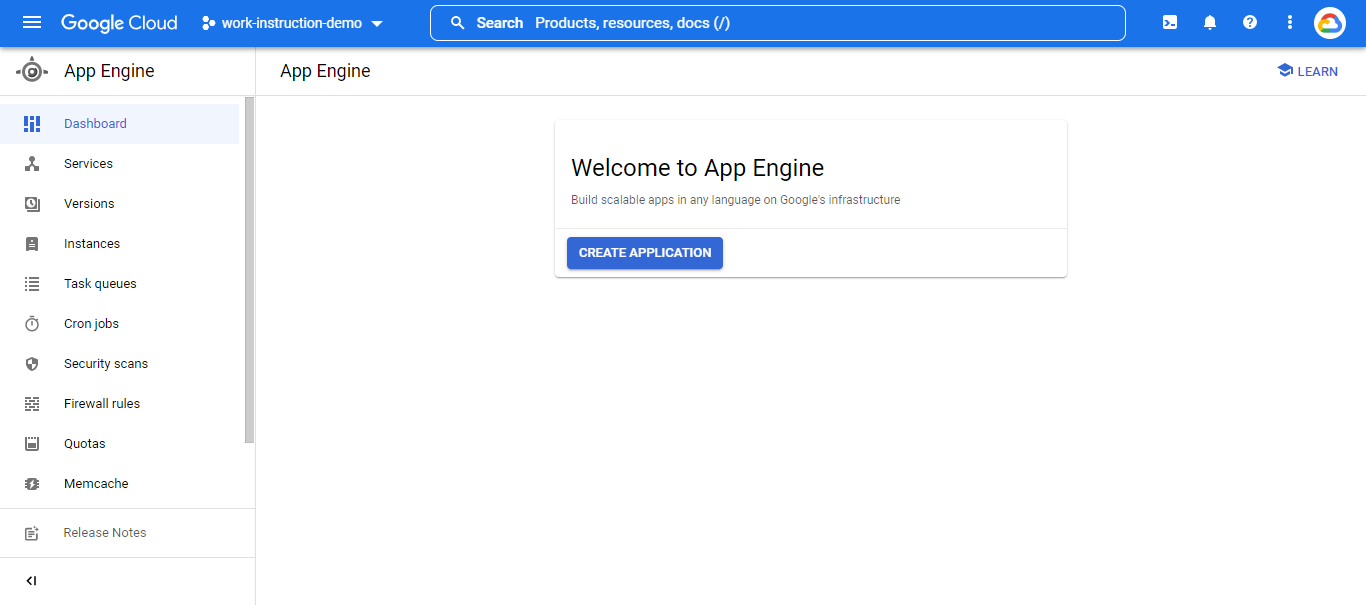 Google Cloud
work-instruction-demo
Search Products, resources, docs (/)
App Engine
App Engine
LEARN
Dashboard
Services
Versions
Instances
Task queues
Cron jobs
Security scans
Firewall rules
Quotas
Memcache
Release Notes
Welcome to App Engine
Build scalable apps in any language on Google's infrastructure
CREATE APPLICATION